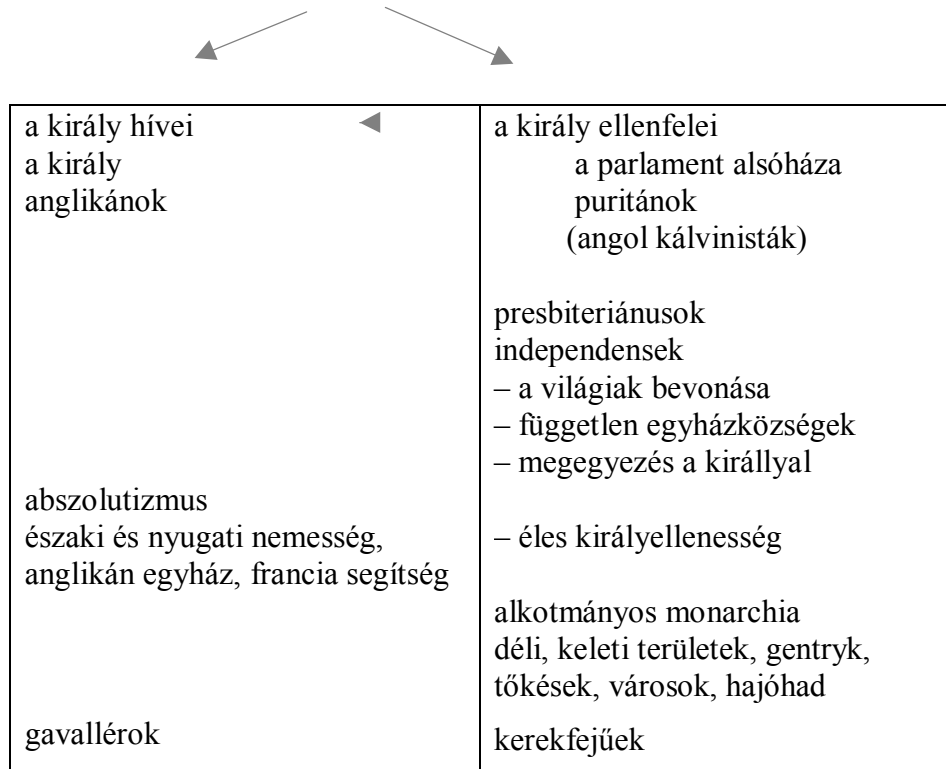 a király hívei
a király
anglikánok
abszolutizmus
északi és nyugati nemesség,
anglikán egyház, francia segítség
gavallérok
a király ellenfelei
a parlament alsóháza
puritánok
(angol kálvinisták)
presbiteriánusok
independensek
– a világiak bevonása
– független egyházközségek
– megegyezés a királlyal
– éles királyellenesség
alkotmányos monarchia
déli, keleti területek, gentryk,
tőkések, városok, hajóhad
kerekfejűek